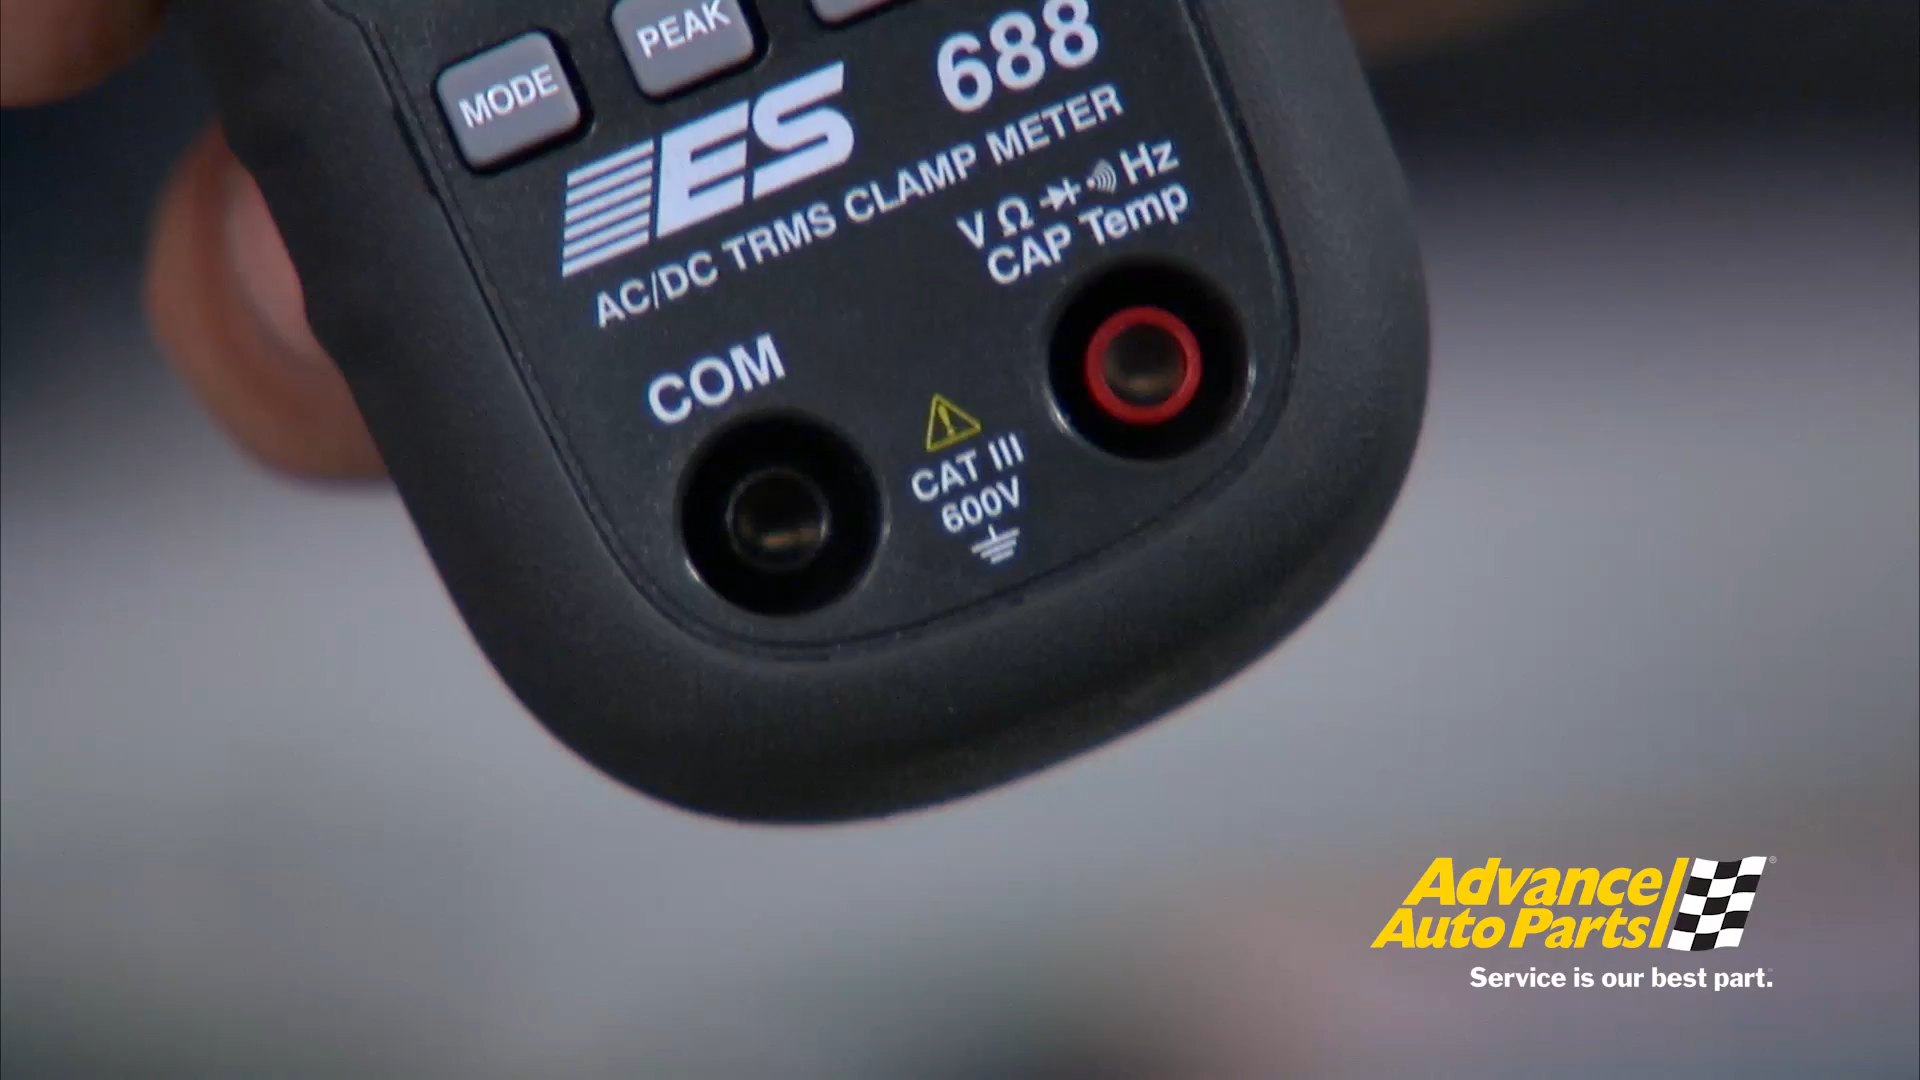 MODE
PEAK
ES
688
AC/DC TRMS CLAMP METER
V Ω Hz
CAP Temp
COM
CAT III
600V
Advance
Auto Parts
®
Service is our best part.